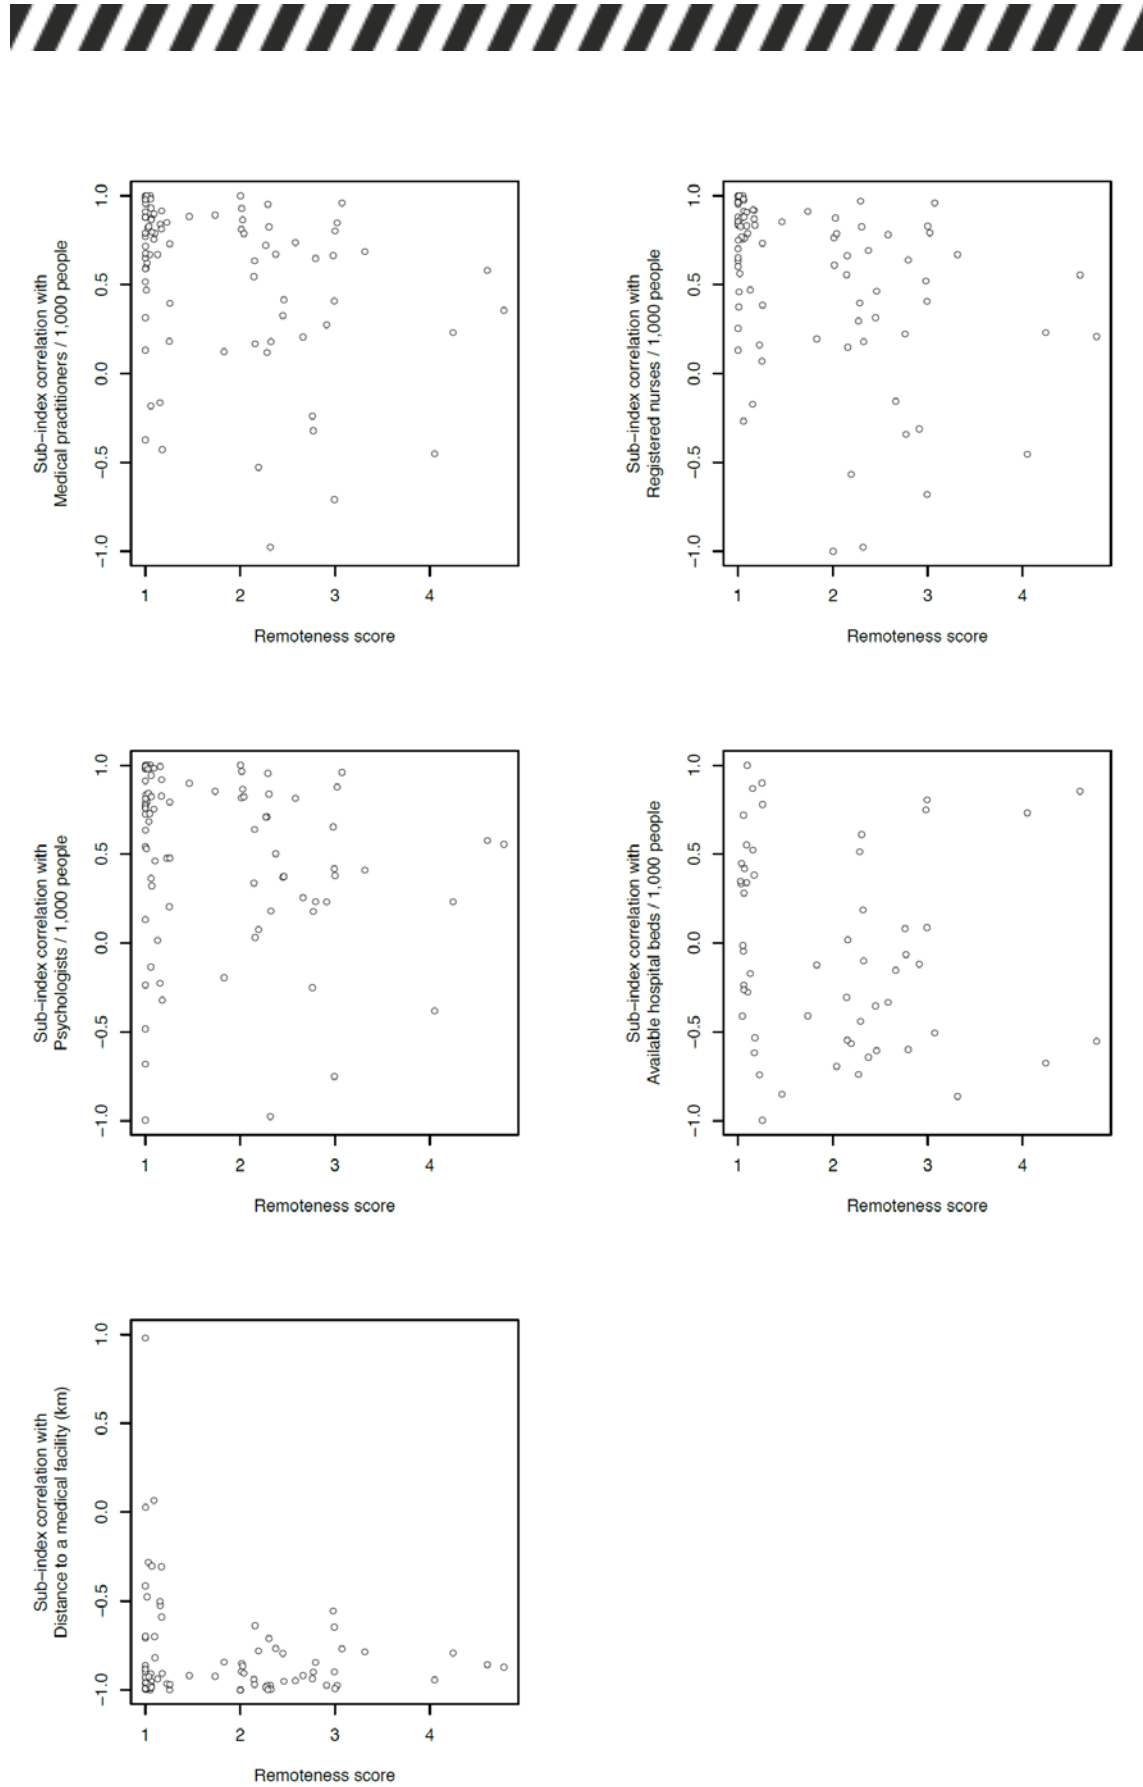 Sub−index correlation with
Medical practitioners / 1,000 people
1.0
0.5
0.0
−0.5
−1.0
1 2 3 4
Remoteness score
Sub−index correlation with
Registered nurses / 1,000 people
1.0
0.5
0.0
−0.5
−1.0
1 2 3 4
Remoteness score
Sub−index correlation with
Psychologists / 1,000 people
1.0
0.5
0.0
−0.5
−1.0
1 2 3 4
Remoteness score
Sub−index correlation with
Available hospital beds / 1,000 people
1.0
0.5
0.0
−0.5
−1.0
1 2 3 4
Remoteness score
Sub−index correlation with
Distance to a medical facility (km)
1.0
0.5
0.0
−0.5
−1.0
1 2 3 4
Remoteness score